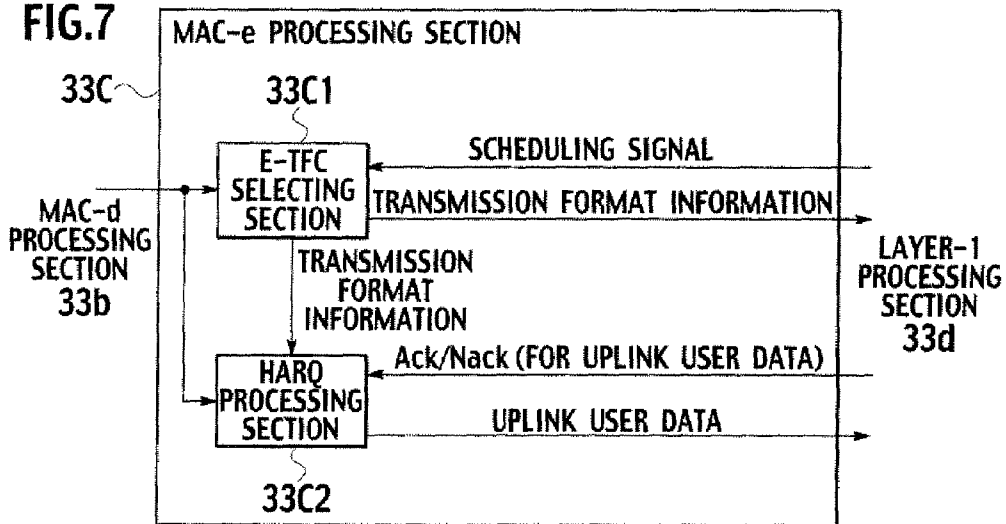 FIG.7
MAC-e PROCESSING SECTION
33C
33C1
E-TFC
SELECTING
SECTION
SCHEDULING SIGNAL
TRANSMISSION FORMAT INFORMATION
MAC-d
PROCESSING
SECTION
33b
TRANSMISSION
FORMAT
INFORMATION
LAYER-1
PROCESSING
SECTION
33d
HARQ
PROCESSING
SECTION
Ack/Nack (FOR UPLINK USER DATA)
UPLINK USER DATA
33C2